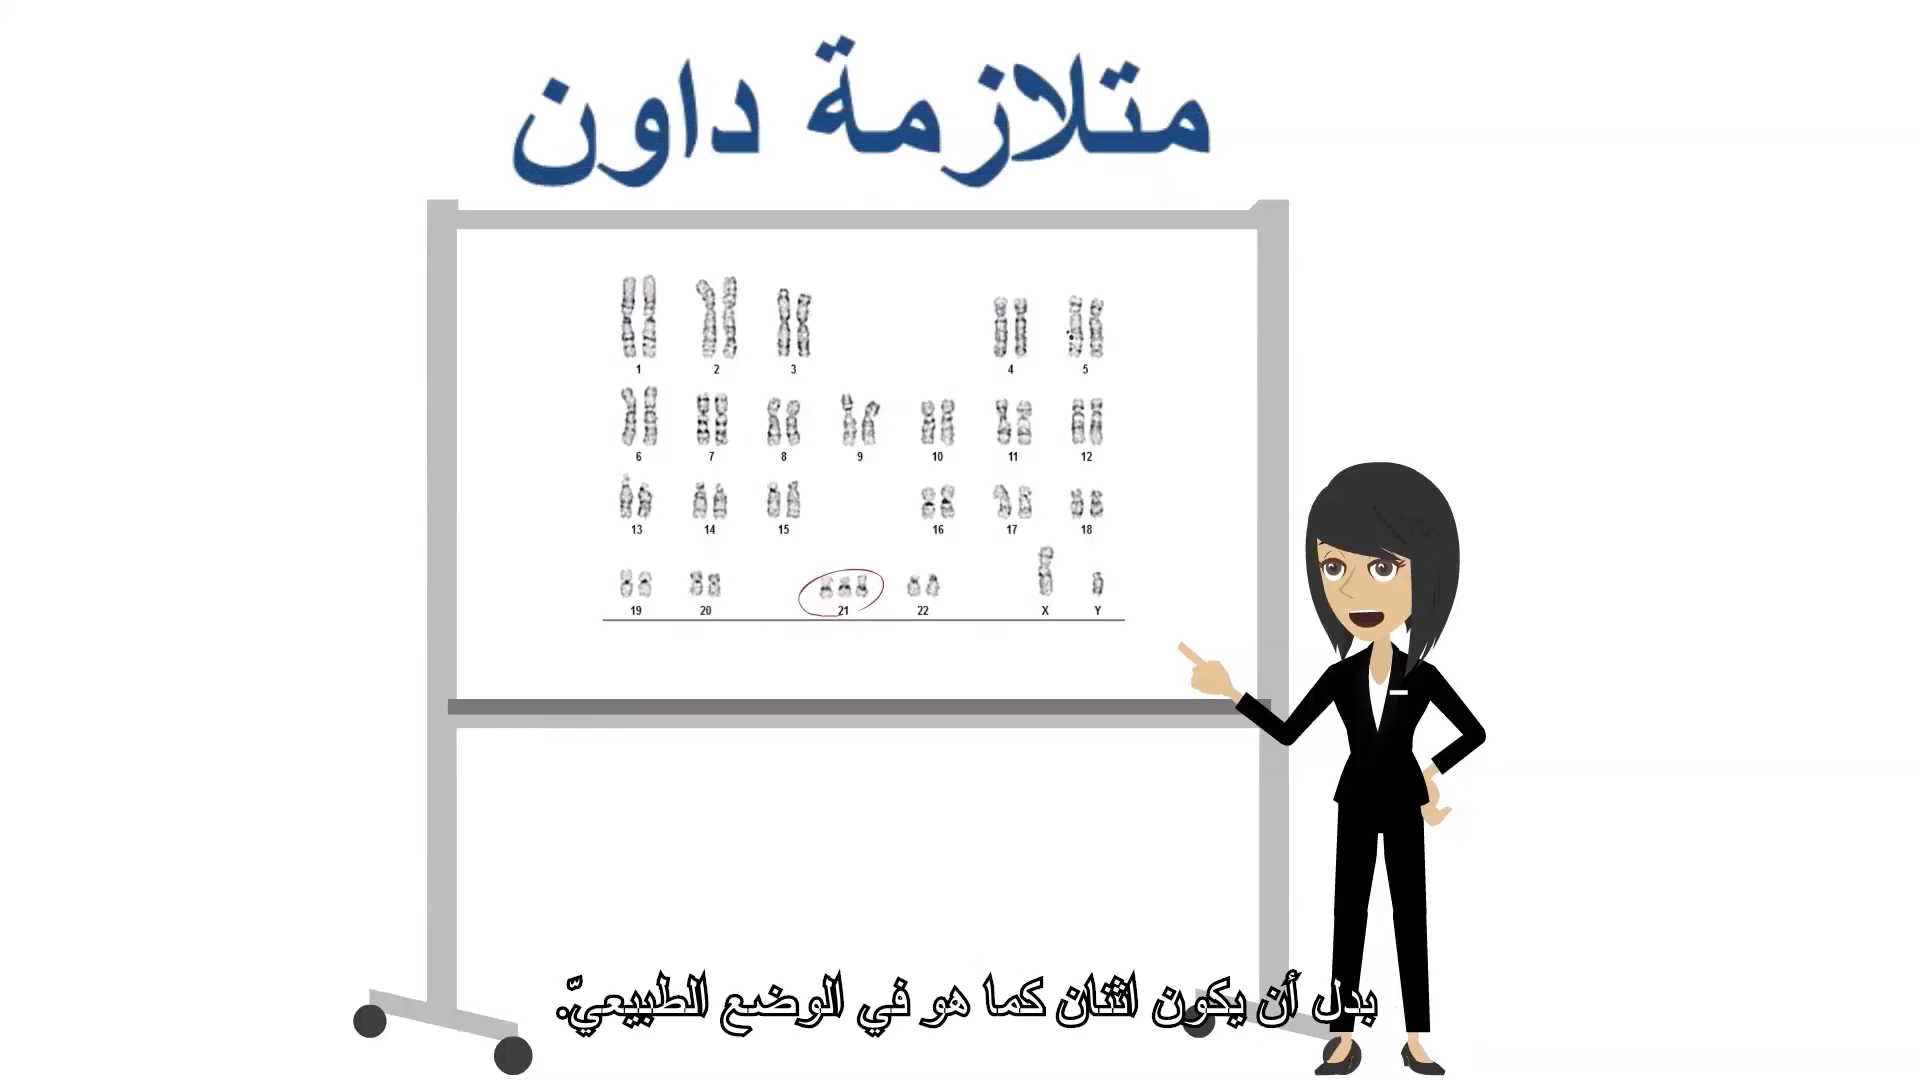 متلازمة داون
1 2 3 4 5
6 7 8 9 10 11 12
13 14 15 16 17 18
19 20 21 22 X Y
بدل أن يكون اثنان كما هو في الوضع الطبيعيّ.